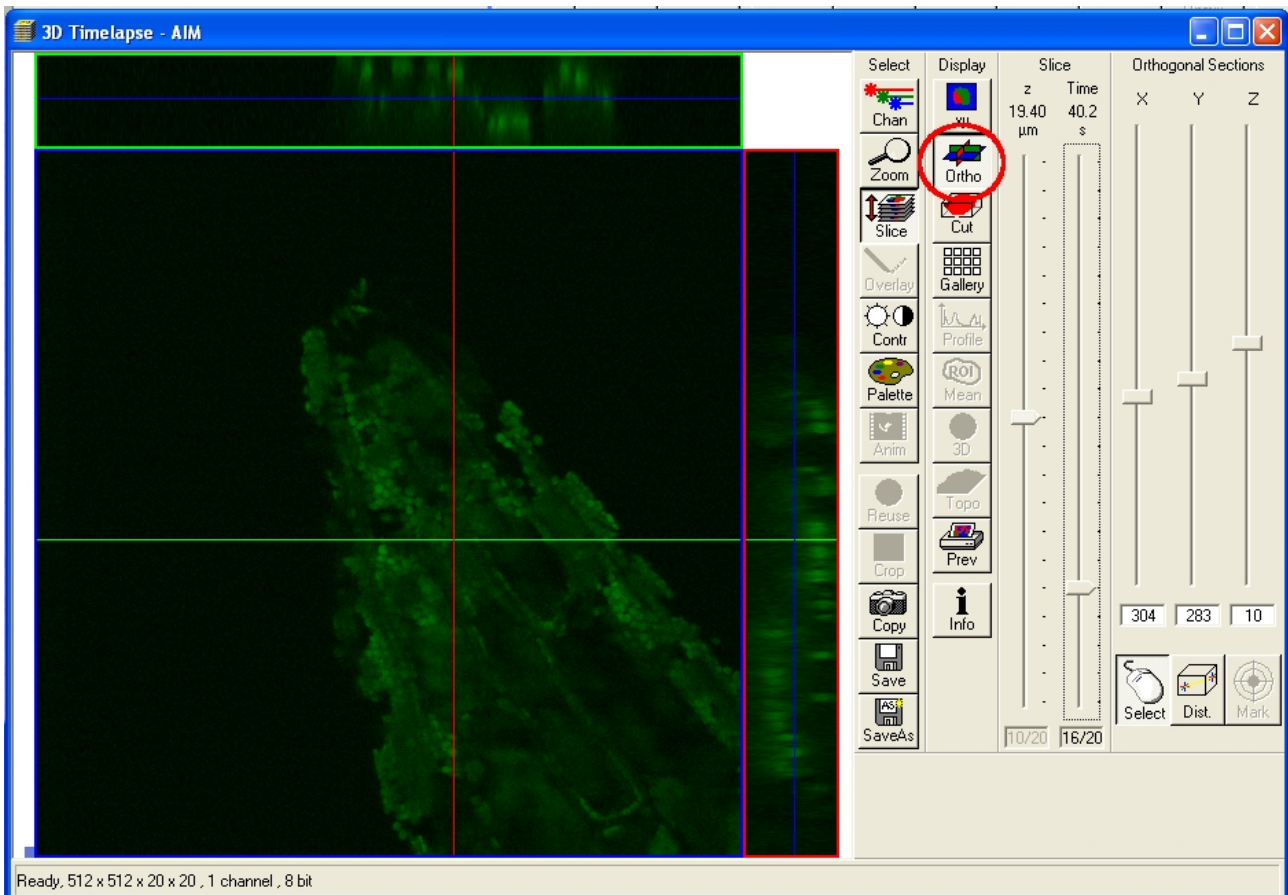 3D Timelapse - AIM
Select
Chan
Zoom
Slice
Overlay
Contr
Palette
Anim
Reuse
Crop
Copy
Save
AS
SaveAs
Display
xy
Ortho
Cut
Gallery
Profile
ROI
Mean
3D
Topo
Prev
i
Info
Slice
z Time
19.40 40.2
µm s
10/20 16/20
Orthogonal Sections
X Y Z
304 283 10
Select Dist. Mark
Ready, 512 x 512 x 20 x 20 , 1 channel , 8 bit